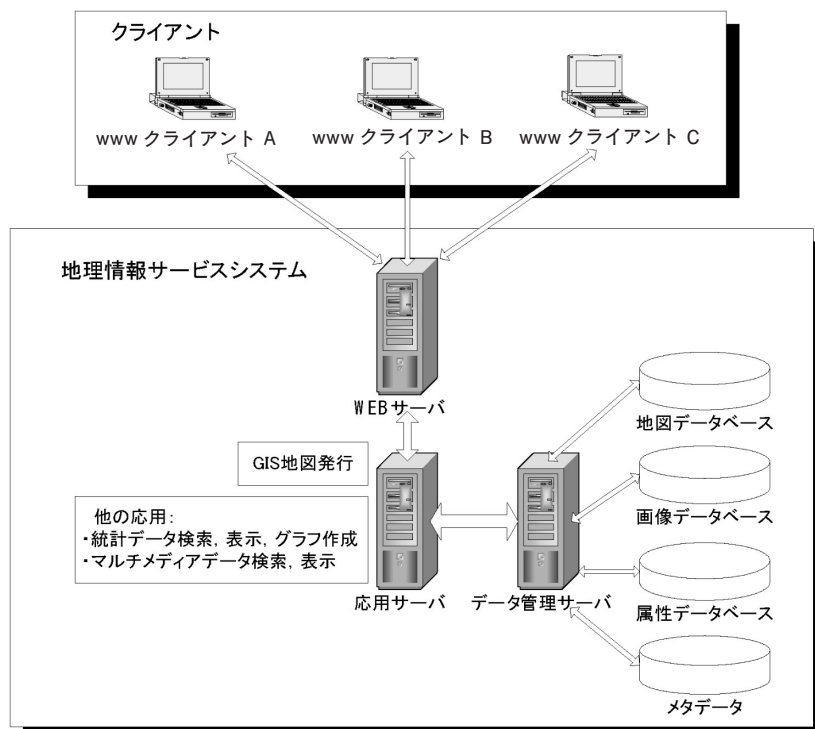 クライアント
www クライアント A
www クライアント B
www クライアント C
地理情報サービスシステム
WEBサーバ
GIS地図発行
他の応用:
・統計データ検索, 表示, グラフ作成
・マルチメディアデータ検索, 表示
応用サーバ
データ管理サーバ
地図データベース
画像データベース
属性データベース
メタデータ